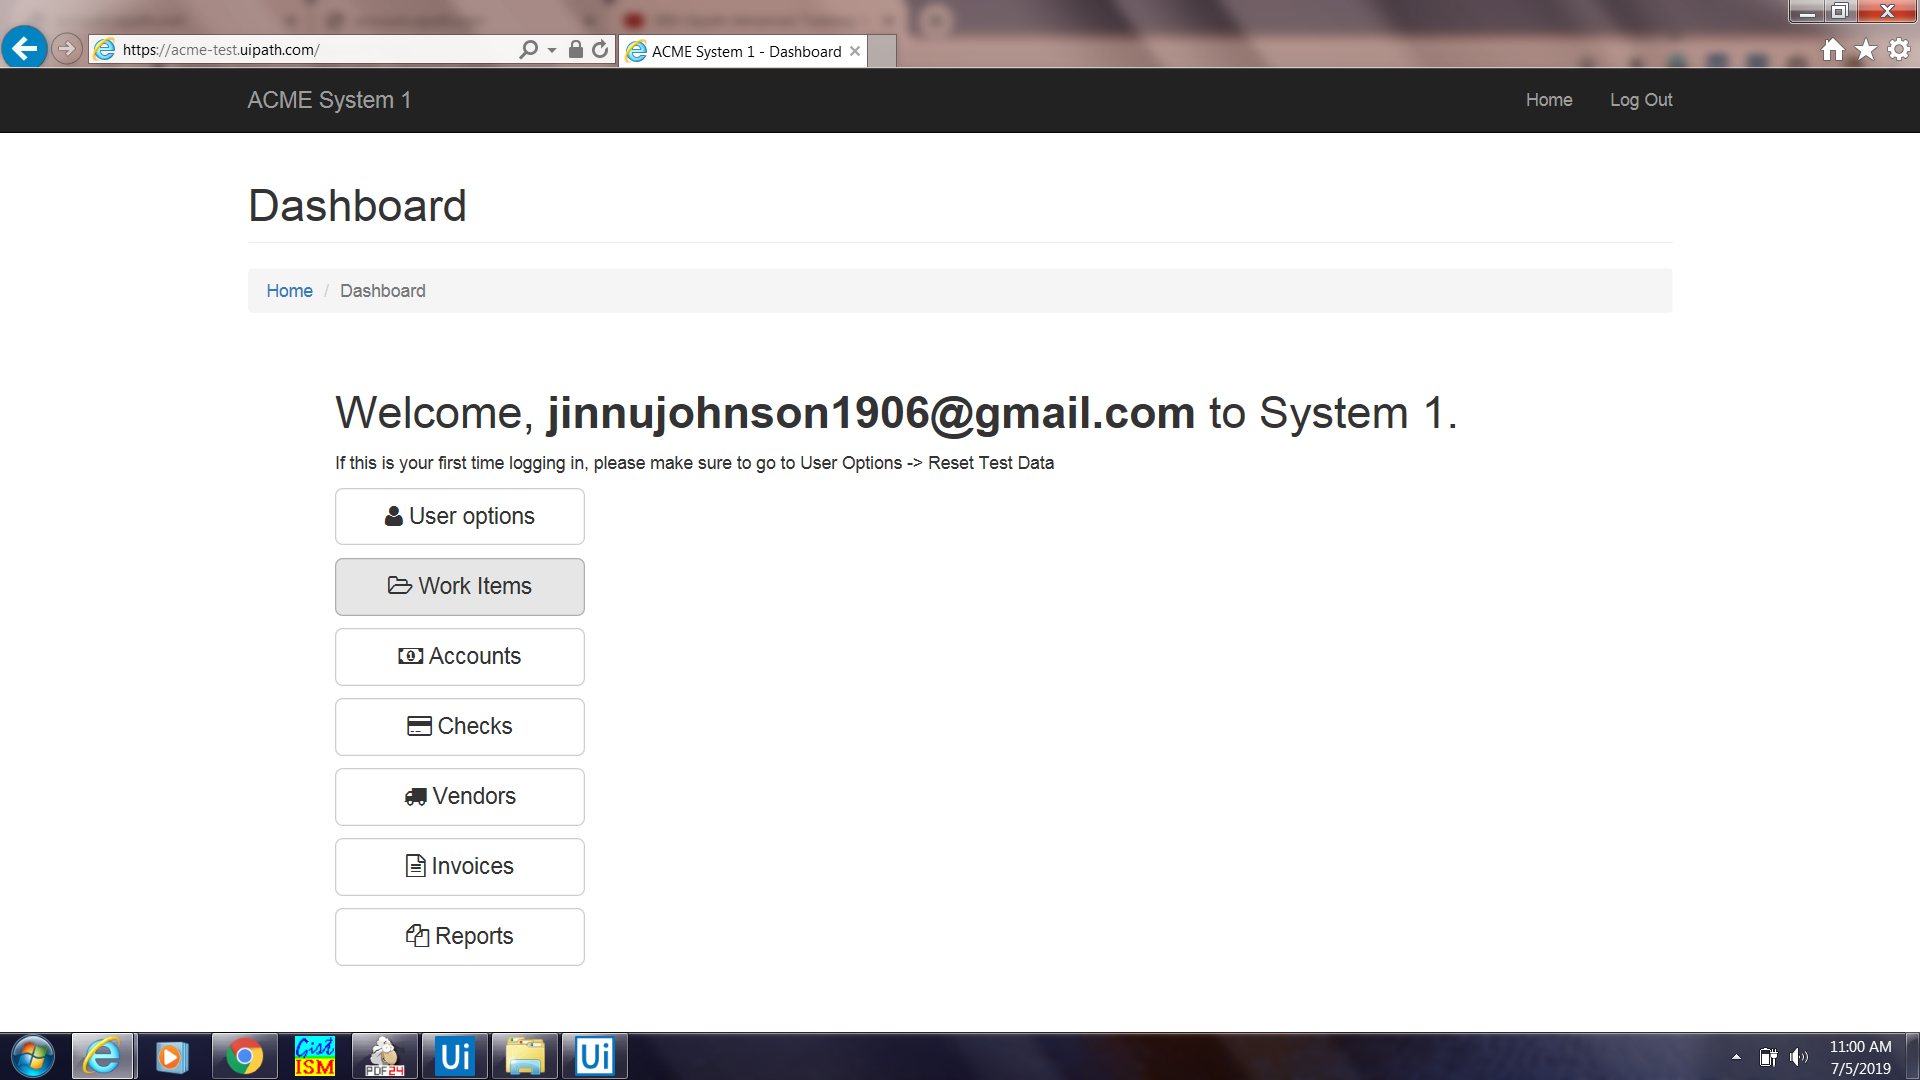 https://acme-test.uipath.com/
ACME System 1 - Dashboard
ACME System 1
Home
Log Out
Dashboard
Home / Dashboard
Welcome, jinnujohnson1906@gmail.com to System 1.
If this is your first time logging in, please make sure to go to User Options -> Reset Test Data
User options
Work Items
Accounts
Checks
Vendors
Invoices
Reports
Gist
ISM
PDF24
Ui
Ui
11:00 AM
7/5/2019